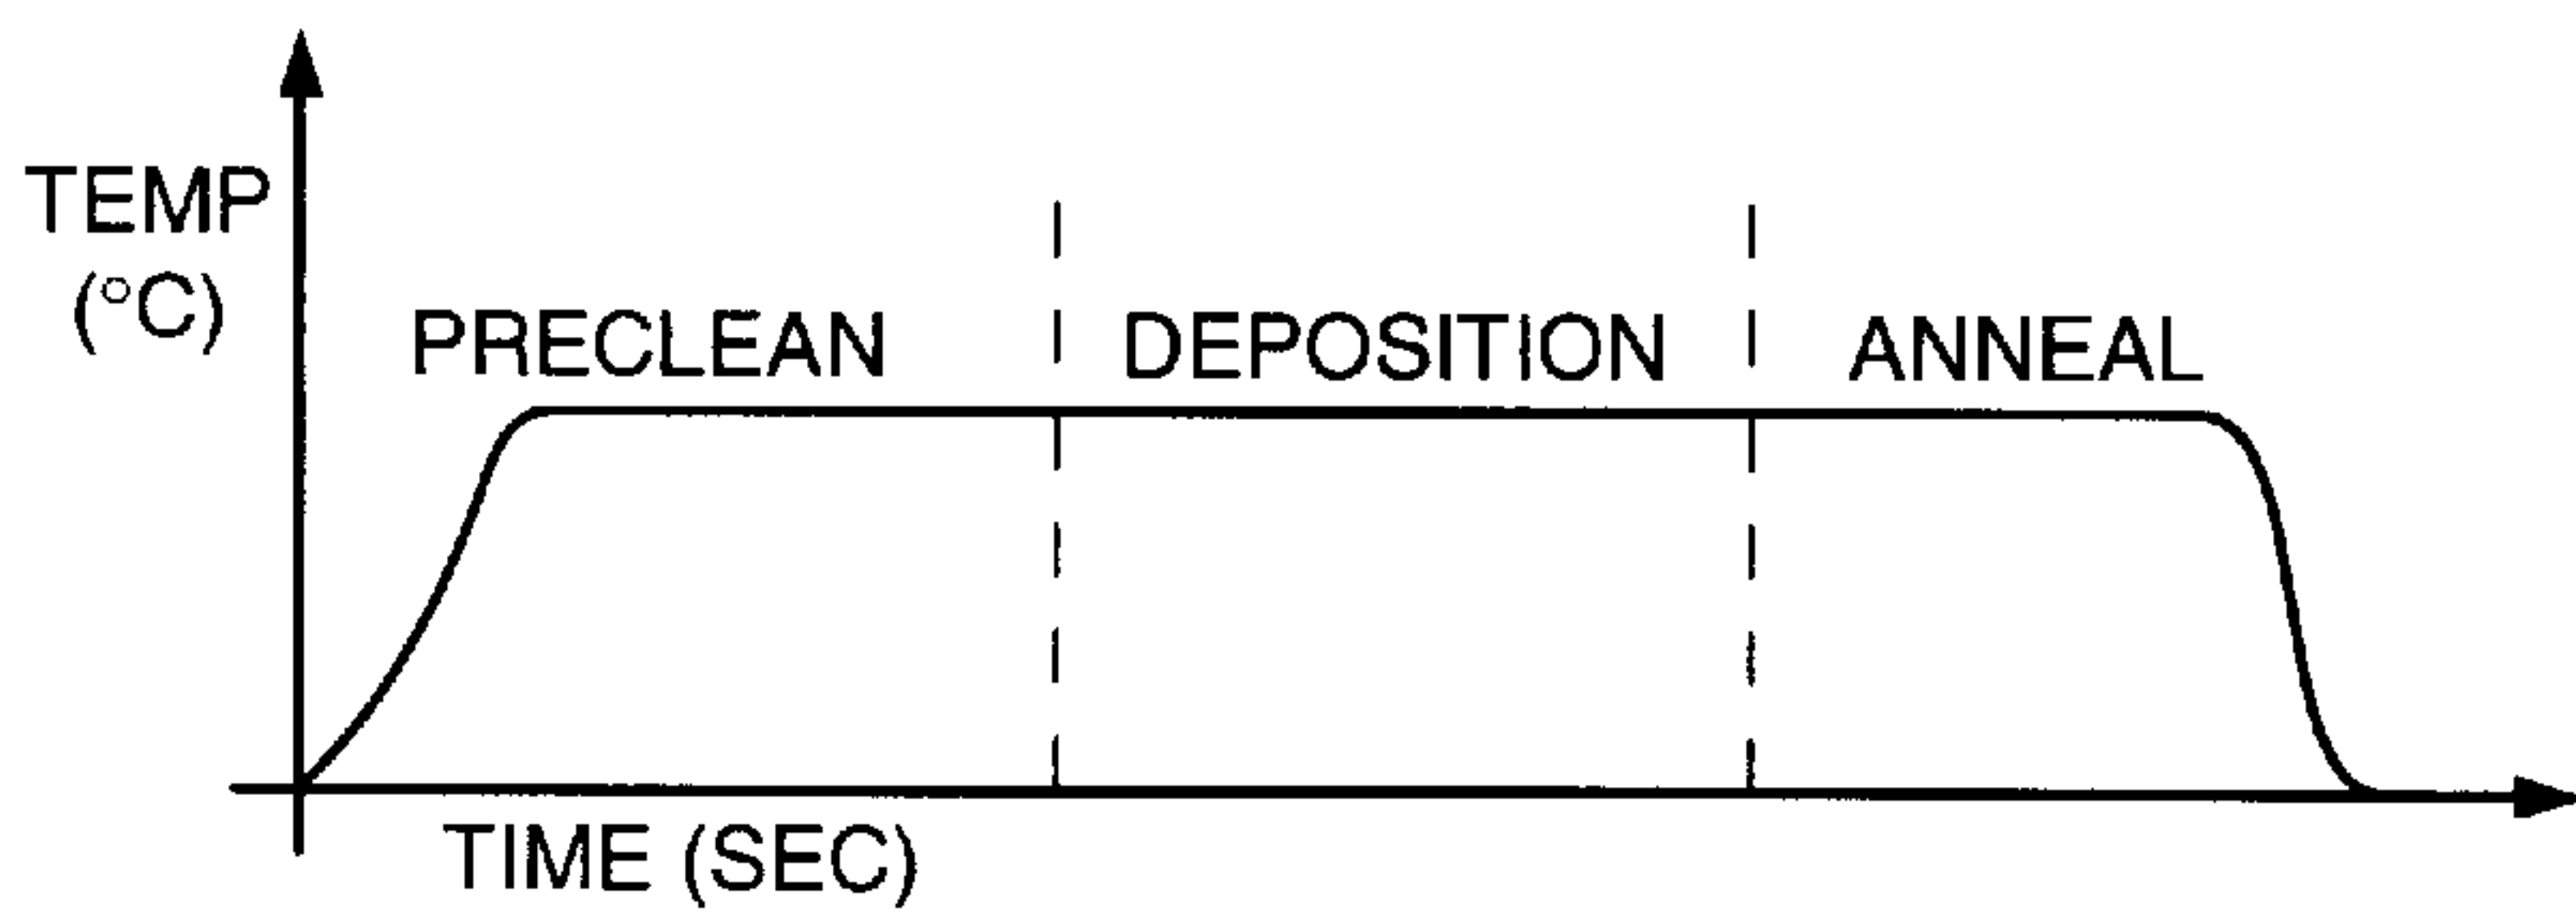 TEMP
(°C)
PRECLEAN
DEPOSITION
ANNEAL
TIME (SEC)